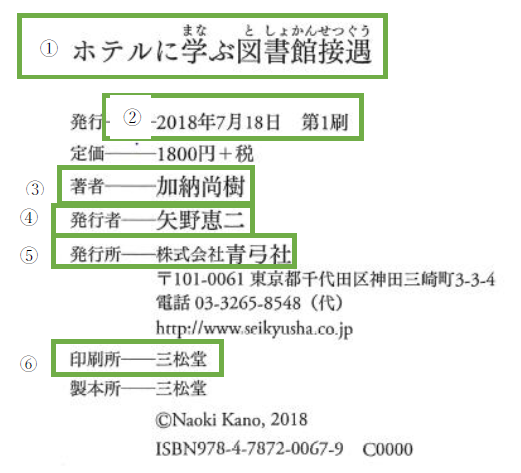 ① ホテルに学ぶ図書館接遇
まな と しょかんせつぐう
発行 ② 2018年7月18日 第1刷
定価——1800円+税
③ 著者——加納尚樹
④ 発行者——矢野恵二
⑤ 発行所——株式会社青弓社
〒101-0061 東京都千代田区神田三崎町3-3-4
電話 03-3265-8548(代)
http://www.seikyusha.co.jp
⑥ 印刷所——三松堂
製本所——三松堂
©Naoki Kano, 2018
ISBN978-4-7872-0067-9 C0000